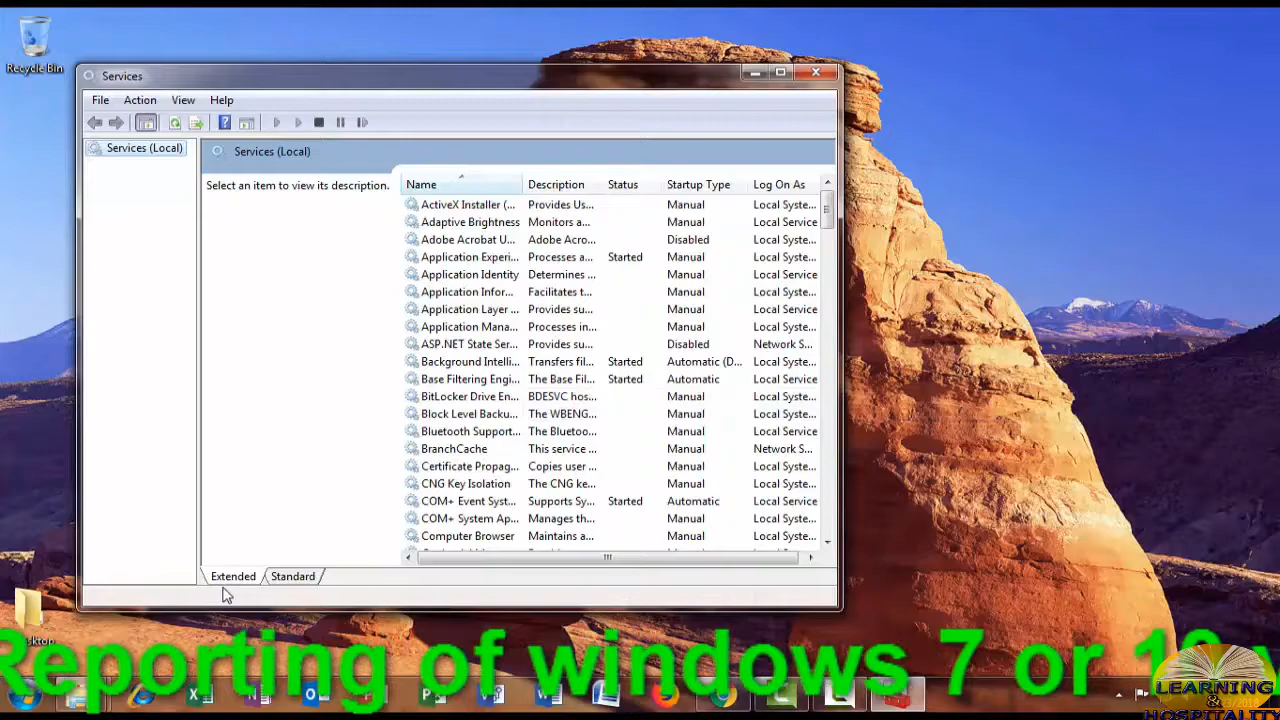 Recycle Bin
Services
File Action View Help
Services (Local)
Services (Local)
Select an item to view its description.
Name Description Status Startup Type Log On As
ActiveX Installer (... Provides Us... Manual Local Syste...
Adaptive Brightness Monitors a... Manual Local Service
Adobe Acrobat U... Adobe Acro... Disabled Local Syste...
Application Experi... Processes a... Started Manual Local Syste...
Application Identity Determines ... Manual Local Service
Application Infor... Facilitates t... Manual Local Syste...
Application Layer ... Provides su... Manual Local Service
Application Mana... Processes in... Manual Local Syste...
ASP.NET State Ser... Provides su... Disabled Network S...
Background Intelli... Transfers fil... Started Automatic (D... Local Syste...
Base Filtering Engi... The Base Fil... Started Automatic Local Service
BitLocker Drive En... BDESVC hos... Manual Local Syste...
Block Level Backu... The WBENG... Manual Local Syste...
Bluetooth Support... The Bluetoo... Manual Local Service
BranchCache This service ... Manual Network S...
Certificate Propag... Copies user ... Manual Local Syste...
CNG Key Isolation The CNG ke... Manual Local Syste...
COM+ Event Syst... Supports Sy... Started Automatic Local Service
COM+ System Ap... Manages th... Manual Local Syste...
Computer Browser Maintains a... Manual Local Syste...
Extended Standard
Reporting of windows 7 or
LEARNING
&
HOSPITALITY